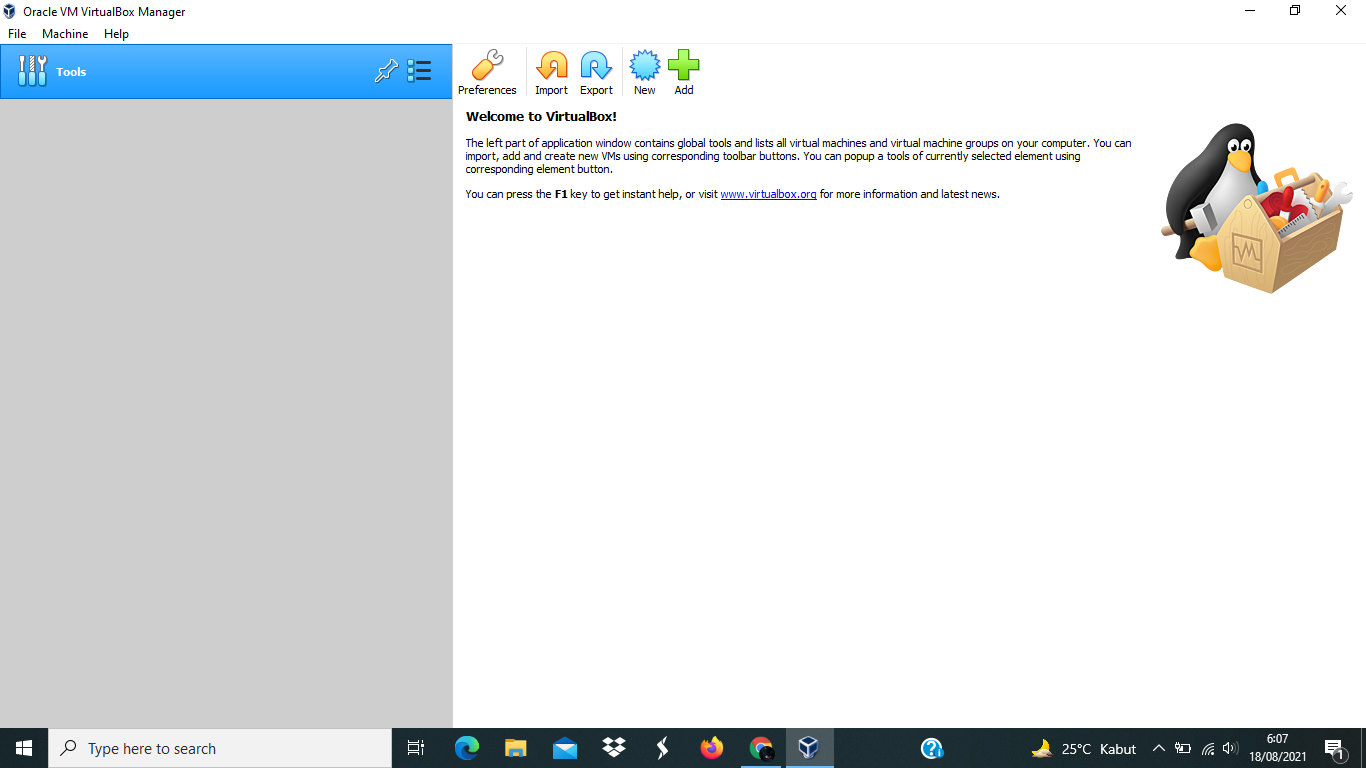 Oracle VM VirtualBox Manager
File Machine Help
Tools
Preferences Import Export New Add
Welcome to VirtualBox!
The left part of application window contains global tools and lists all virtual machines and virtual machine groups on your computer. You can
import, add and create new VMs using corresponding toolbar buttons. You can popup a tools of currently selected element using
corresponding element button.
You can press the F1 key to get instant help, or visit www.virtualbox.org for more information and latest news.
Type here to search
25°C Kabut
6:07
18/08/2021
1